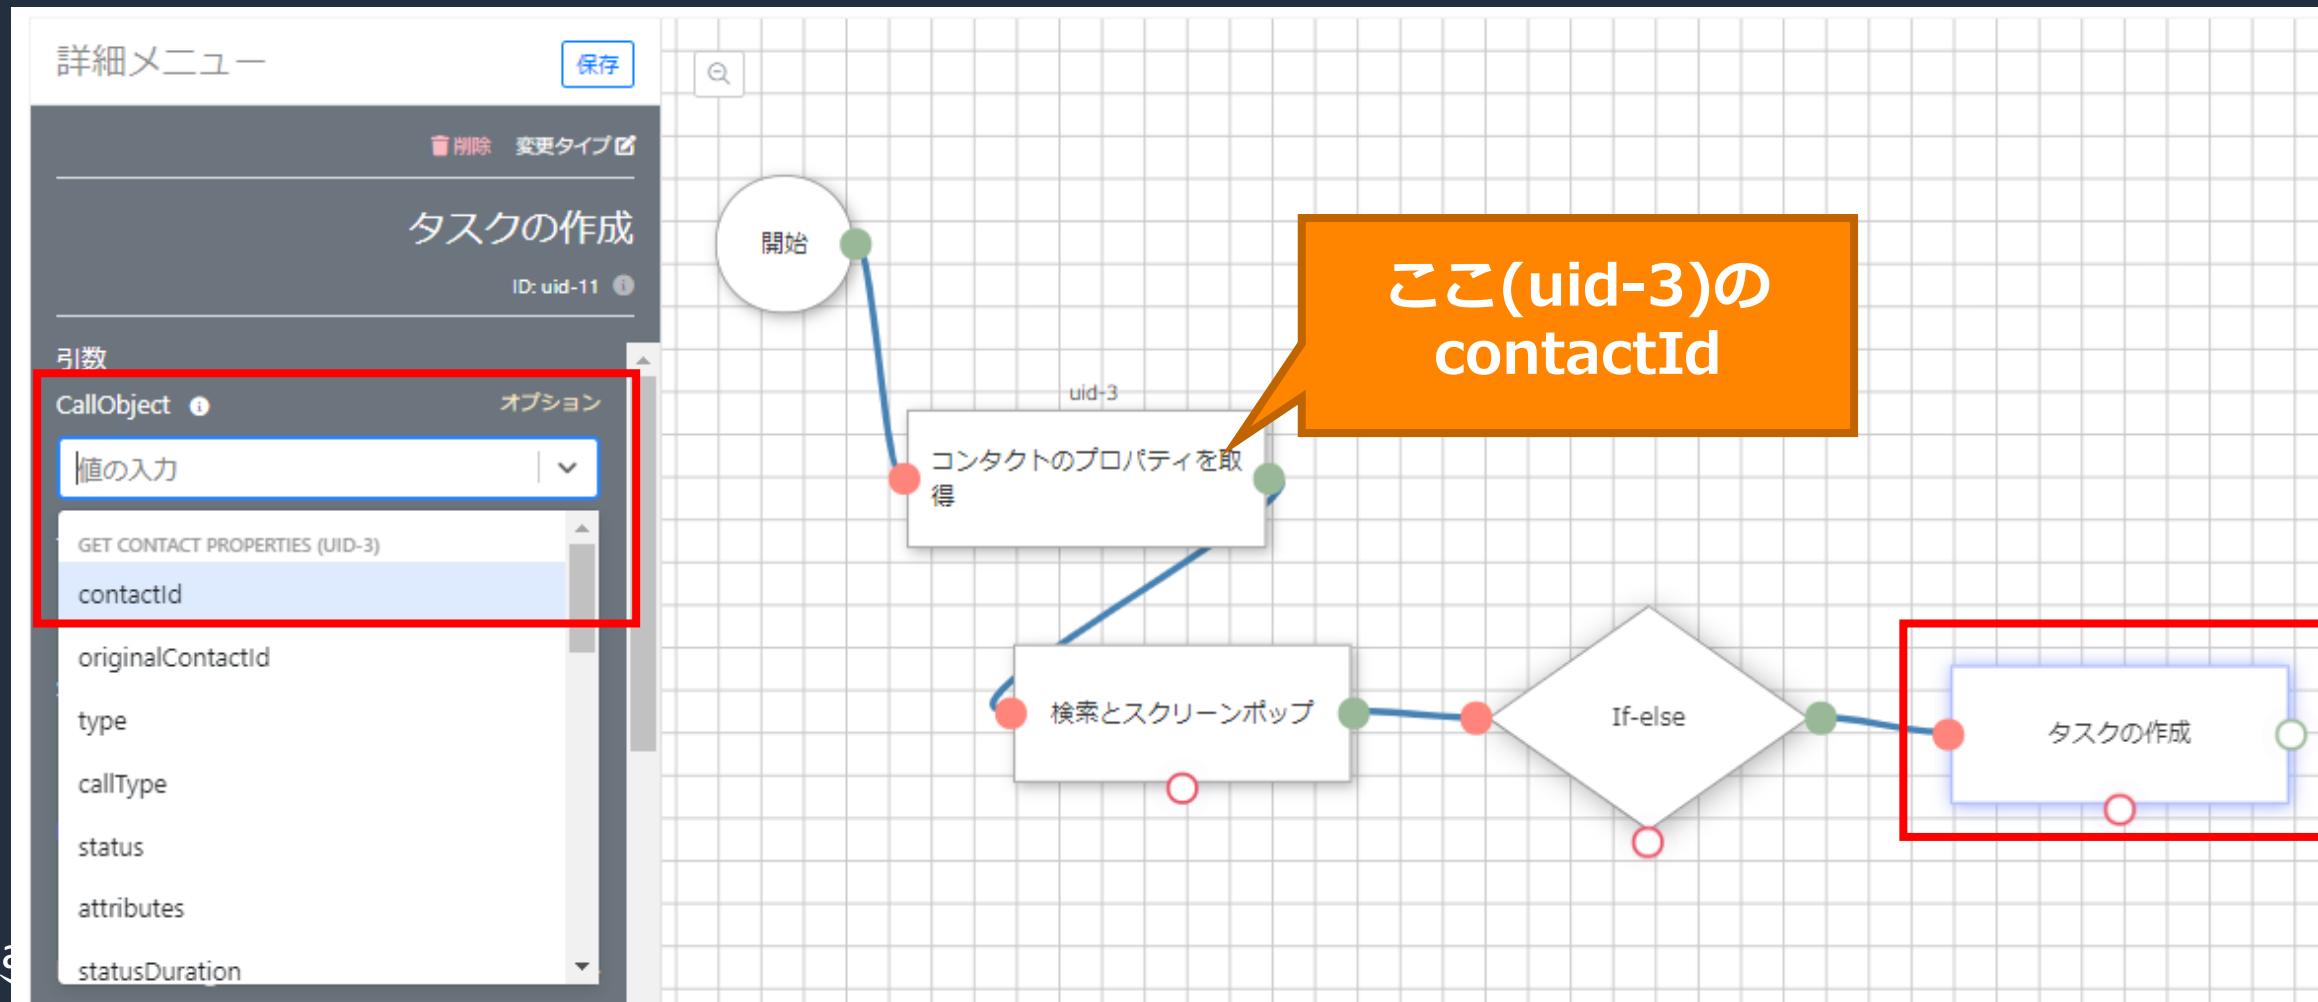 詳細メニュー
保存
削除 変更タイプ
タスクの作成
ID: uid-11
引数
CallObject オプション
値の入力
GET CONTACT PROPERTIES (UID-3)
contactId
originalContactId
type
callType
status
attributes
statusDuration
開始
ここ(uid-3)の
contactId
uid-3
コンタクトのプロパティを取
得
検索とスクリーンポップ
If-else
タスクの作成